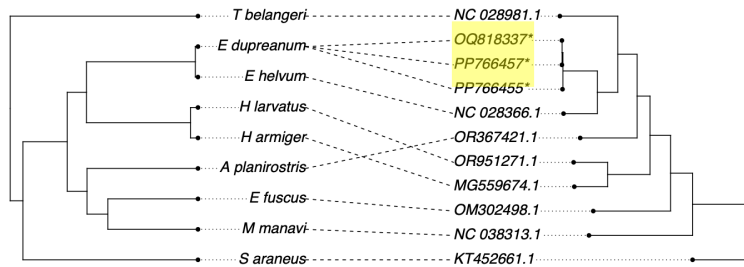 T belangeri NC 028981.1
E dupreanum OQ818337*
PP766457*
E helvum PP766455*
H larvatus NC 028366.1
H armiger OR367421.1
A planirostris OR951271.1
MG559674.1
E fuscus OM302498.1
M manavi NC 038313.1
S araneus KT452661.1